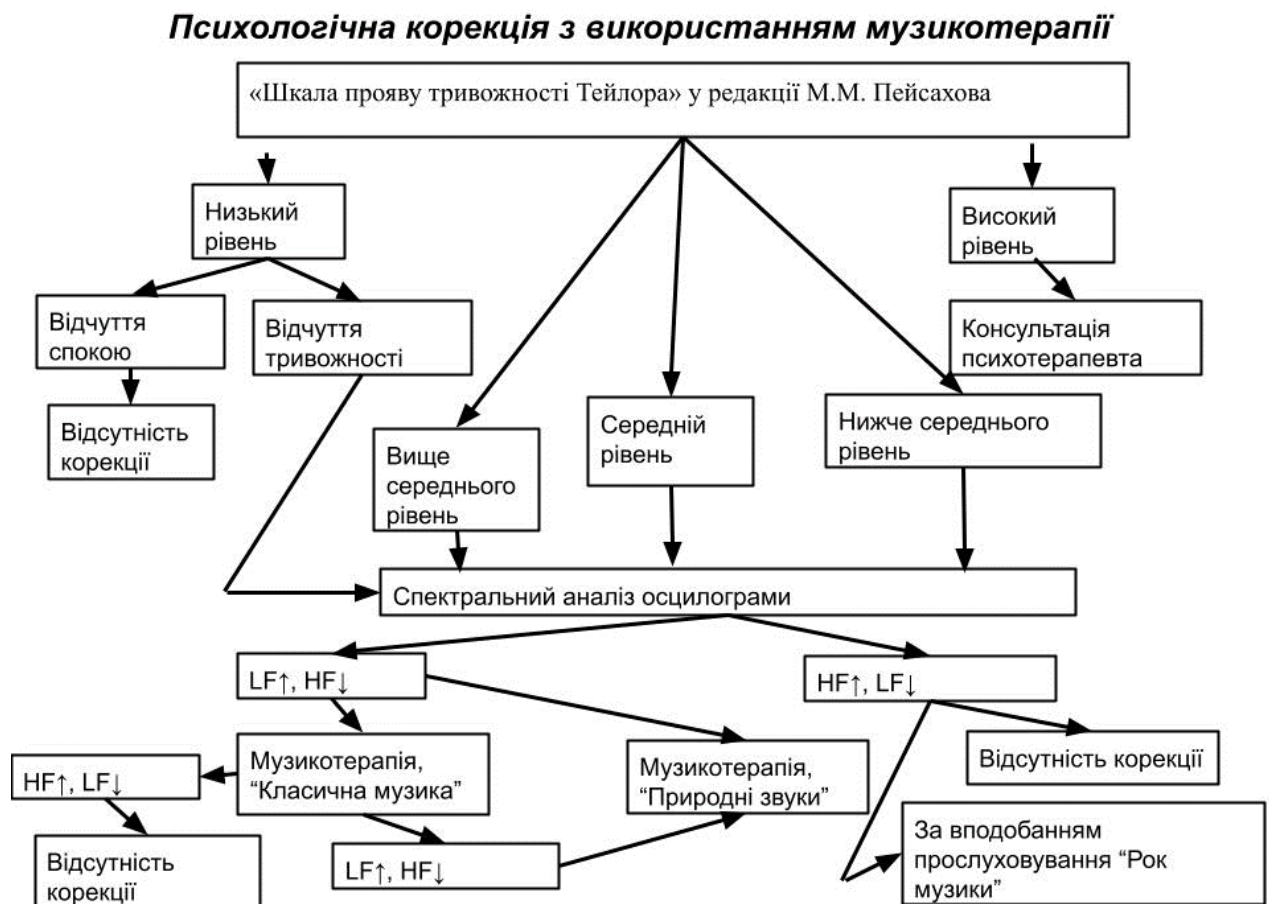 Психологічна корекція з використанням музикотерапії
«Шкала прояву тривожності Тейлора» у редакції М.М. Пейсахова
Низький
рівень
Високий
рівень
Відчуття
спокою
Відчуття
тривожності
Консультація
психотерапевта
Відсутність
корекції
Вище
середнього
рівень
Середній
рівень
Нижче середнього
рівень
Спектральний аналіз осцилограми
LF↑, HF↓
HF↑, LF↓
HF↑, LF↓
Музикотерапія,
“Класична музика”
Музикотерапія,
“Природні звуки”
Відсутність корекції
Відсутність
корекції
LF↑, HF↓
За вподобанням
прослуховування “Рок
музики”